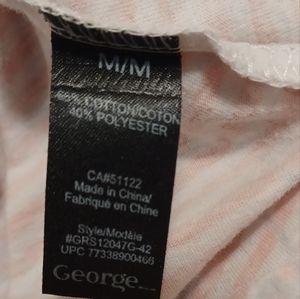 M/M
60% COTTON/COTON
40% POLYESTER
CA#51122
Made in China/
Fabriqué en Chine
Style/Modèle
#GRS12047G-42
UPC 77338900466
George